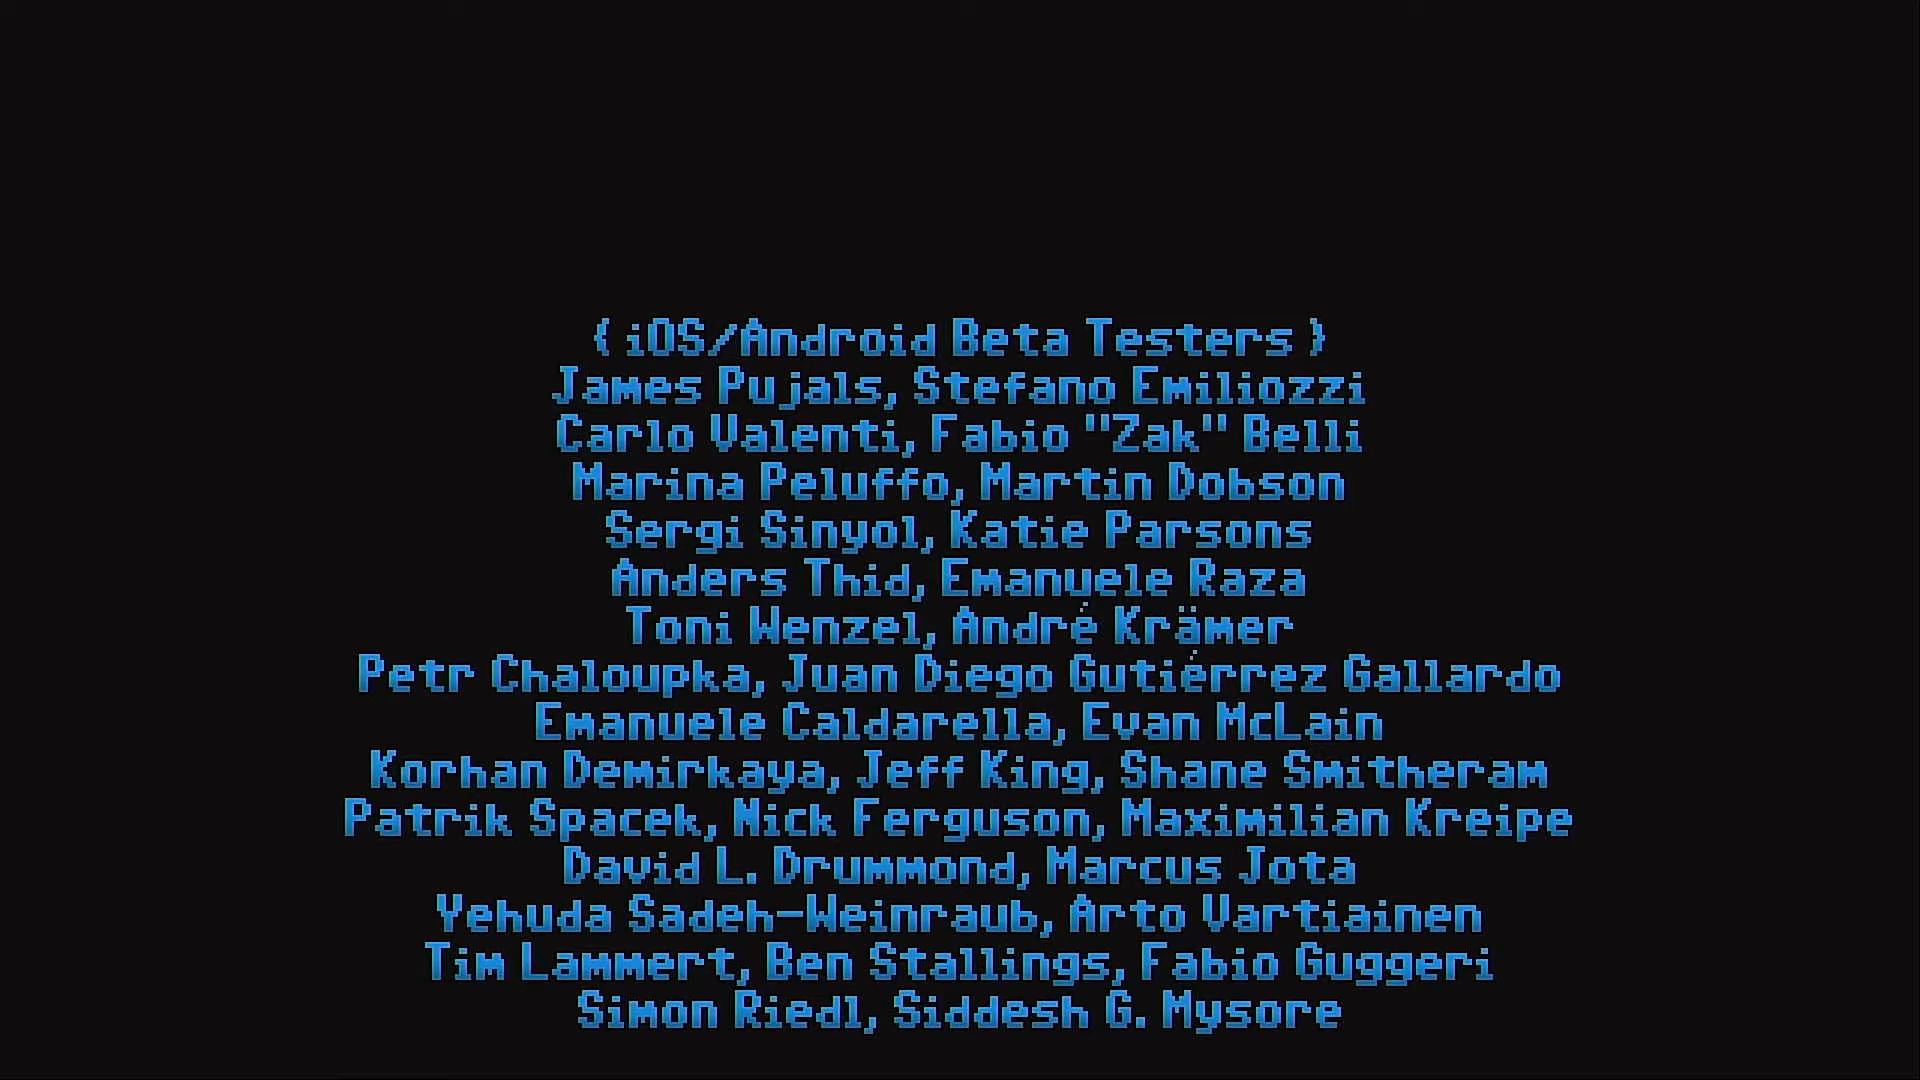 ( iOS/Android Beta Testers )
James Pujals, Stefano Emiliozzi
Carlo Valenti, Fabio "Zak" Belli
Marina Peluffo, Martin Dobson
Sergi Sinyol, Katie Parsons
Anders Thid, Emanuele Raza
Toni Wenzel, André Krämer
Petr Chaloupka, Juan Diego Gutiérrez Gallardo
Emanuele Caldarella, Evan McLain
Korhan Demirkaya, Jeff King, Shane Smitheram
Patrik Spacek, Nick Ferguson, Maximilian Kreipe
David L. Drummond, Marcus Jota
Yehuda Sadeh-Weinraub, Arto Vartiainen
Tim Lammert, Ben Stallings, Fabio Guggeri
Simon Riedl, Siddesh G. Mysore